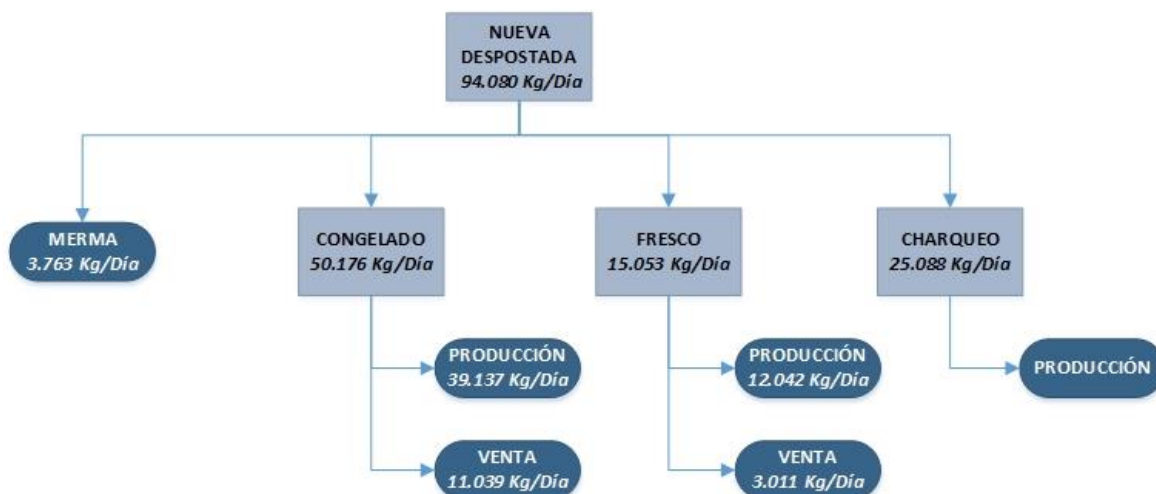 NUEVA
DESPOSTADA
94.080 Kg/Día
MERMA
3.763 Kg/Día
CONGELADO
50.176 Kg/Día
FRESCO
15.053 Kg/Día
CHARQUEO
25.088 Kg/Día
PRODUCCIÓN
39.137 Kg/Día
PRODUCCIÓN
12.042 Kg/Día
PRODUCCIÓN
VENTA
11.039 Kg/Día
VENTA
3.011 Kg/Día